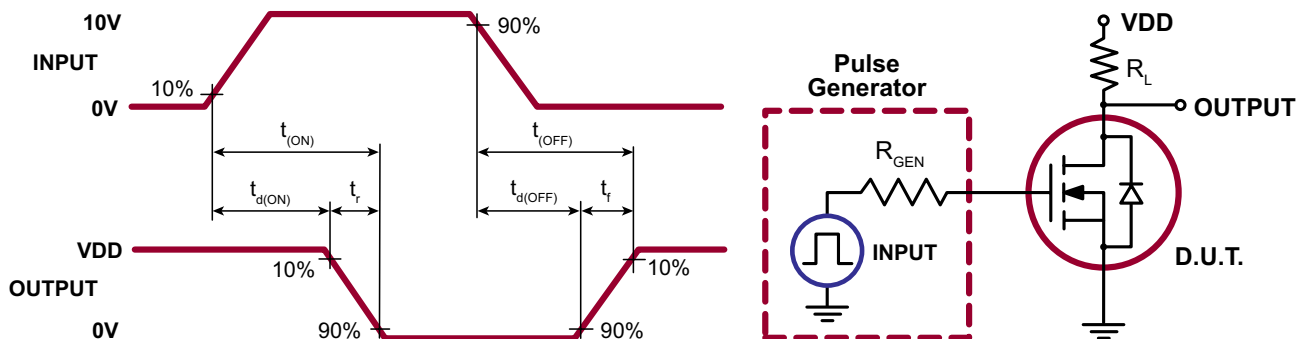 10V
INPUT
0V
10%
90%
t(ON)
t(OFF)
td(ON)
tr
td(OFF)
tf
VDD
OUTPUT
0V
10%
90%
90%
10%
Pulse
Generator
RGEN
INPUT
VDD
RL
OUTPUT
D.U.T.